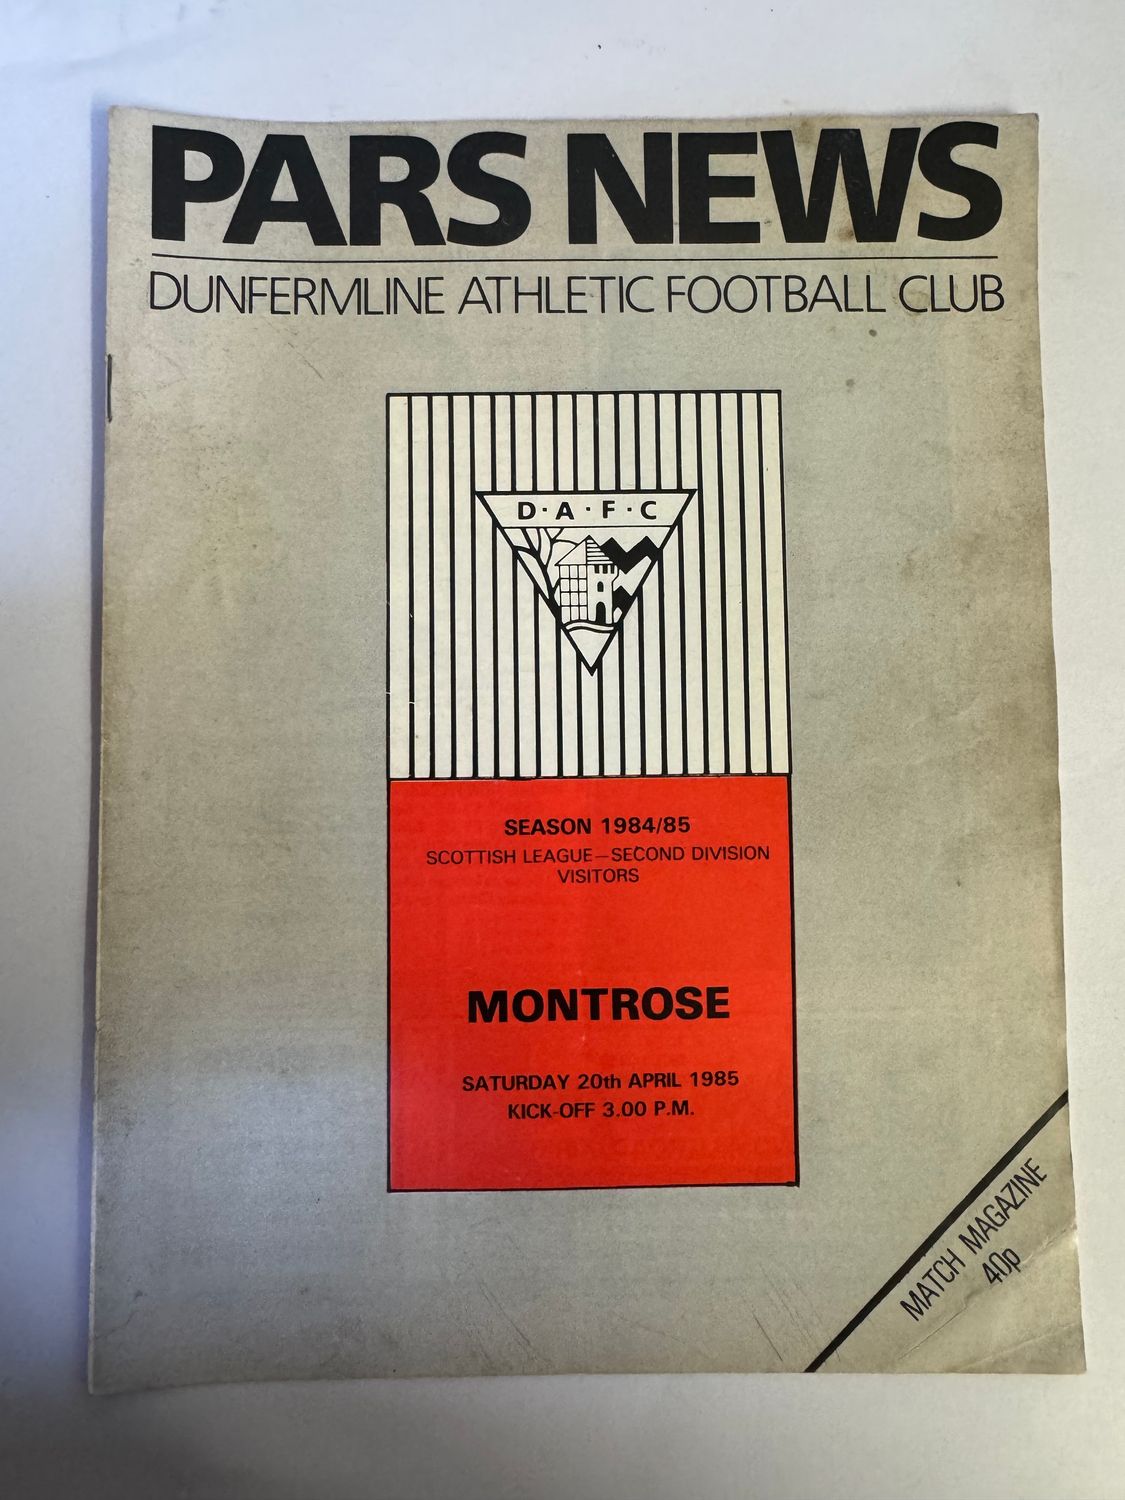 PARS NEWS
DUNFERMLINE ATHLETIC FOOTBALL CLUB
D·A·F·C
SEASON 1984/85
SCOTTISH LEAGUE—SECOND DIVISION
VISITORS
MONTROSE
SATURDAY 20th APRIL 1985
KICK-OFF 3.00 P.M.
MATCH MAGAZINE
40p